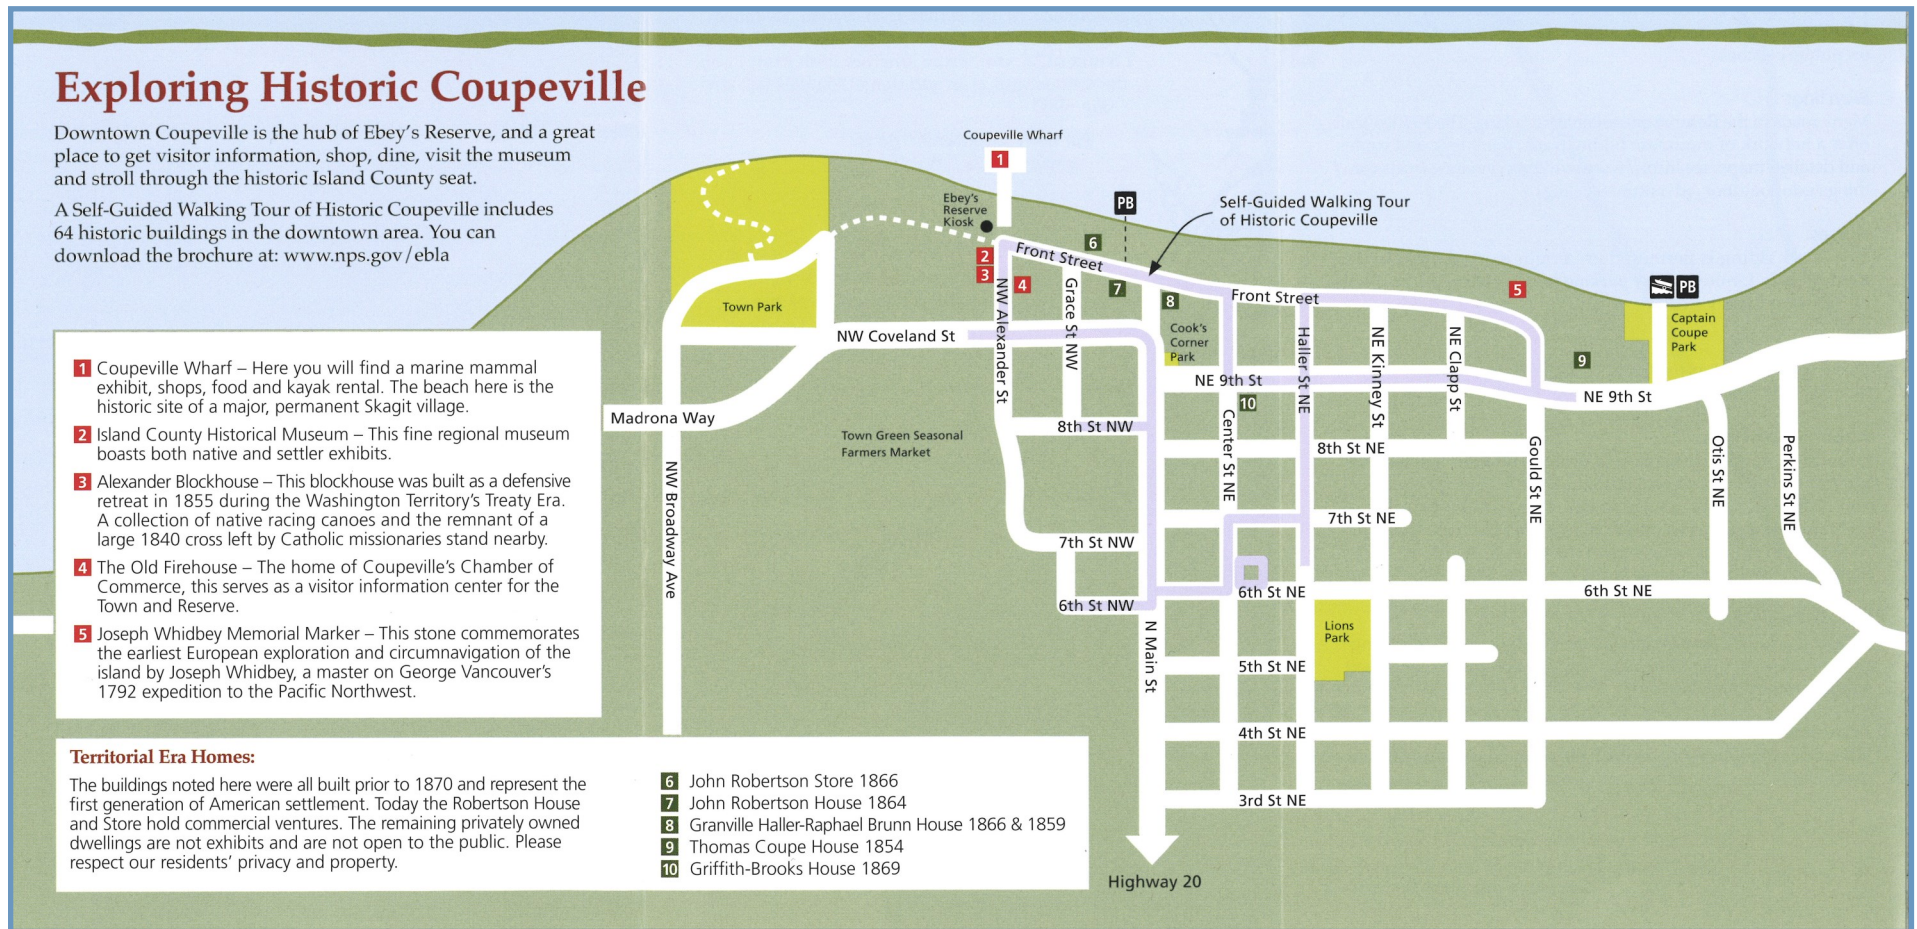 Exploring Historic Coupeville
Downtown Coupeville is the hub of Ebey's Reserve, and a great
place to get visitor information, shop, dine, visit the museum
and stroll through the historic Island County seat.
A Self-Guided Walking Tour of Historic Coupeville includes
64 historic buildings in the downtown area. You can
download the brochure at: www.nps.gov/ebla
1 Coupeville Wharf – Here you will find a marine mammal
exhibit, shops, food and kayak rental. The beach here is the
historic site of a major, permanent Skagit village.
2 Island County Historical Museum – This fine regional museum
boasts both native and settler exhibits.
3 Alexander Blockhouse – This blockhouse was built as a defensive
retreat in 1855 during the Washington Territory's Treaty Era.
A collection of native racing canoes and the remnant of a
large 1840 cross left by Catholic missionaries stand nearby.
4 The Old Firehouse – The home of Coupeville's Chamber of
Commerce, this serves as a visitor information center for the
Town and Reserve.
5 Joseph Whidbey Memorial Marker – This stone commemorates
the earliest European exploration and circumnavigation of the
island by Joseph Whidbey, a master on George Vancouver's
1792 expedition to the Pacific Northwest.
Territorial Era Homes:
The buildings noted here were all built prior to 1870 and represent the
first generation of American settlement. Today the Robertson House
and Store hold commercial ventures. The remaining privately owned
dwellings are not exhibits and are not open to the public. Please
respect our residents' privacy and property.
6 John Robertson Store 1866
7 John Robertson House 1864
8 Granville Haller-Raphael Brunn House 1866 & 1859
9 Thomas Coupe House 1854
10 Griffith-Brooks House 1869
Coupeville Wharf
1
Ebey's
Reserve
Kiosk
PB
Self-Guided Walking Tour
of Historic Coupeville
2
3
4
6
7
8
5
PB
Front Street
Front Street
Town Park
NW Coveland St
Madrona Way
NW Broadway Ave
Town Green Seasonal
Farmers Market
NW Alexander St
Grace St NW
Cook's
Corner
Park
Captain
Coupe
Park
9
NE 9th St
10
NE 9th St
Haller St NE
NE Kinney St
NE Clapp St
Center St NE
Gould St NE
Otis St NE
Perkins St NE
8th St NW
8th St NE
7th St NE
7th St NW
6th St NW
6th St NE
6th St NE
Lions
Park
N Main St
5th St NE
4th St NE
3rd St NE
Highway 20